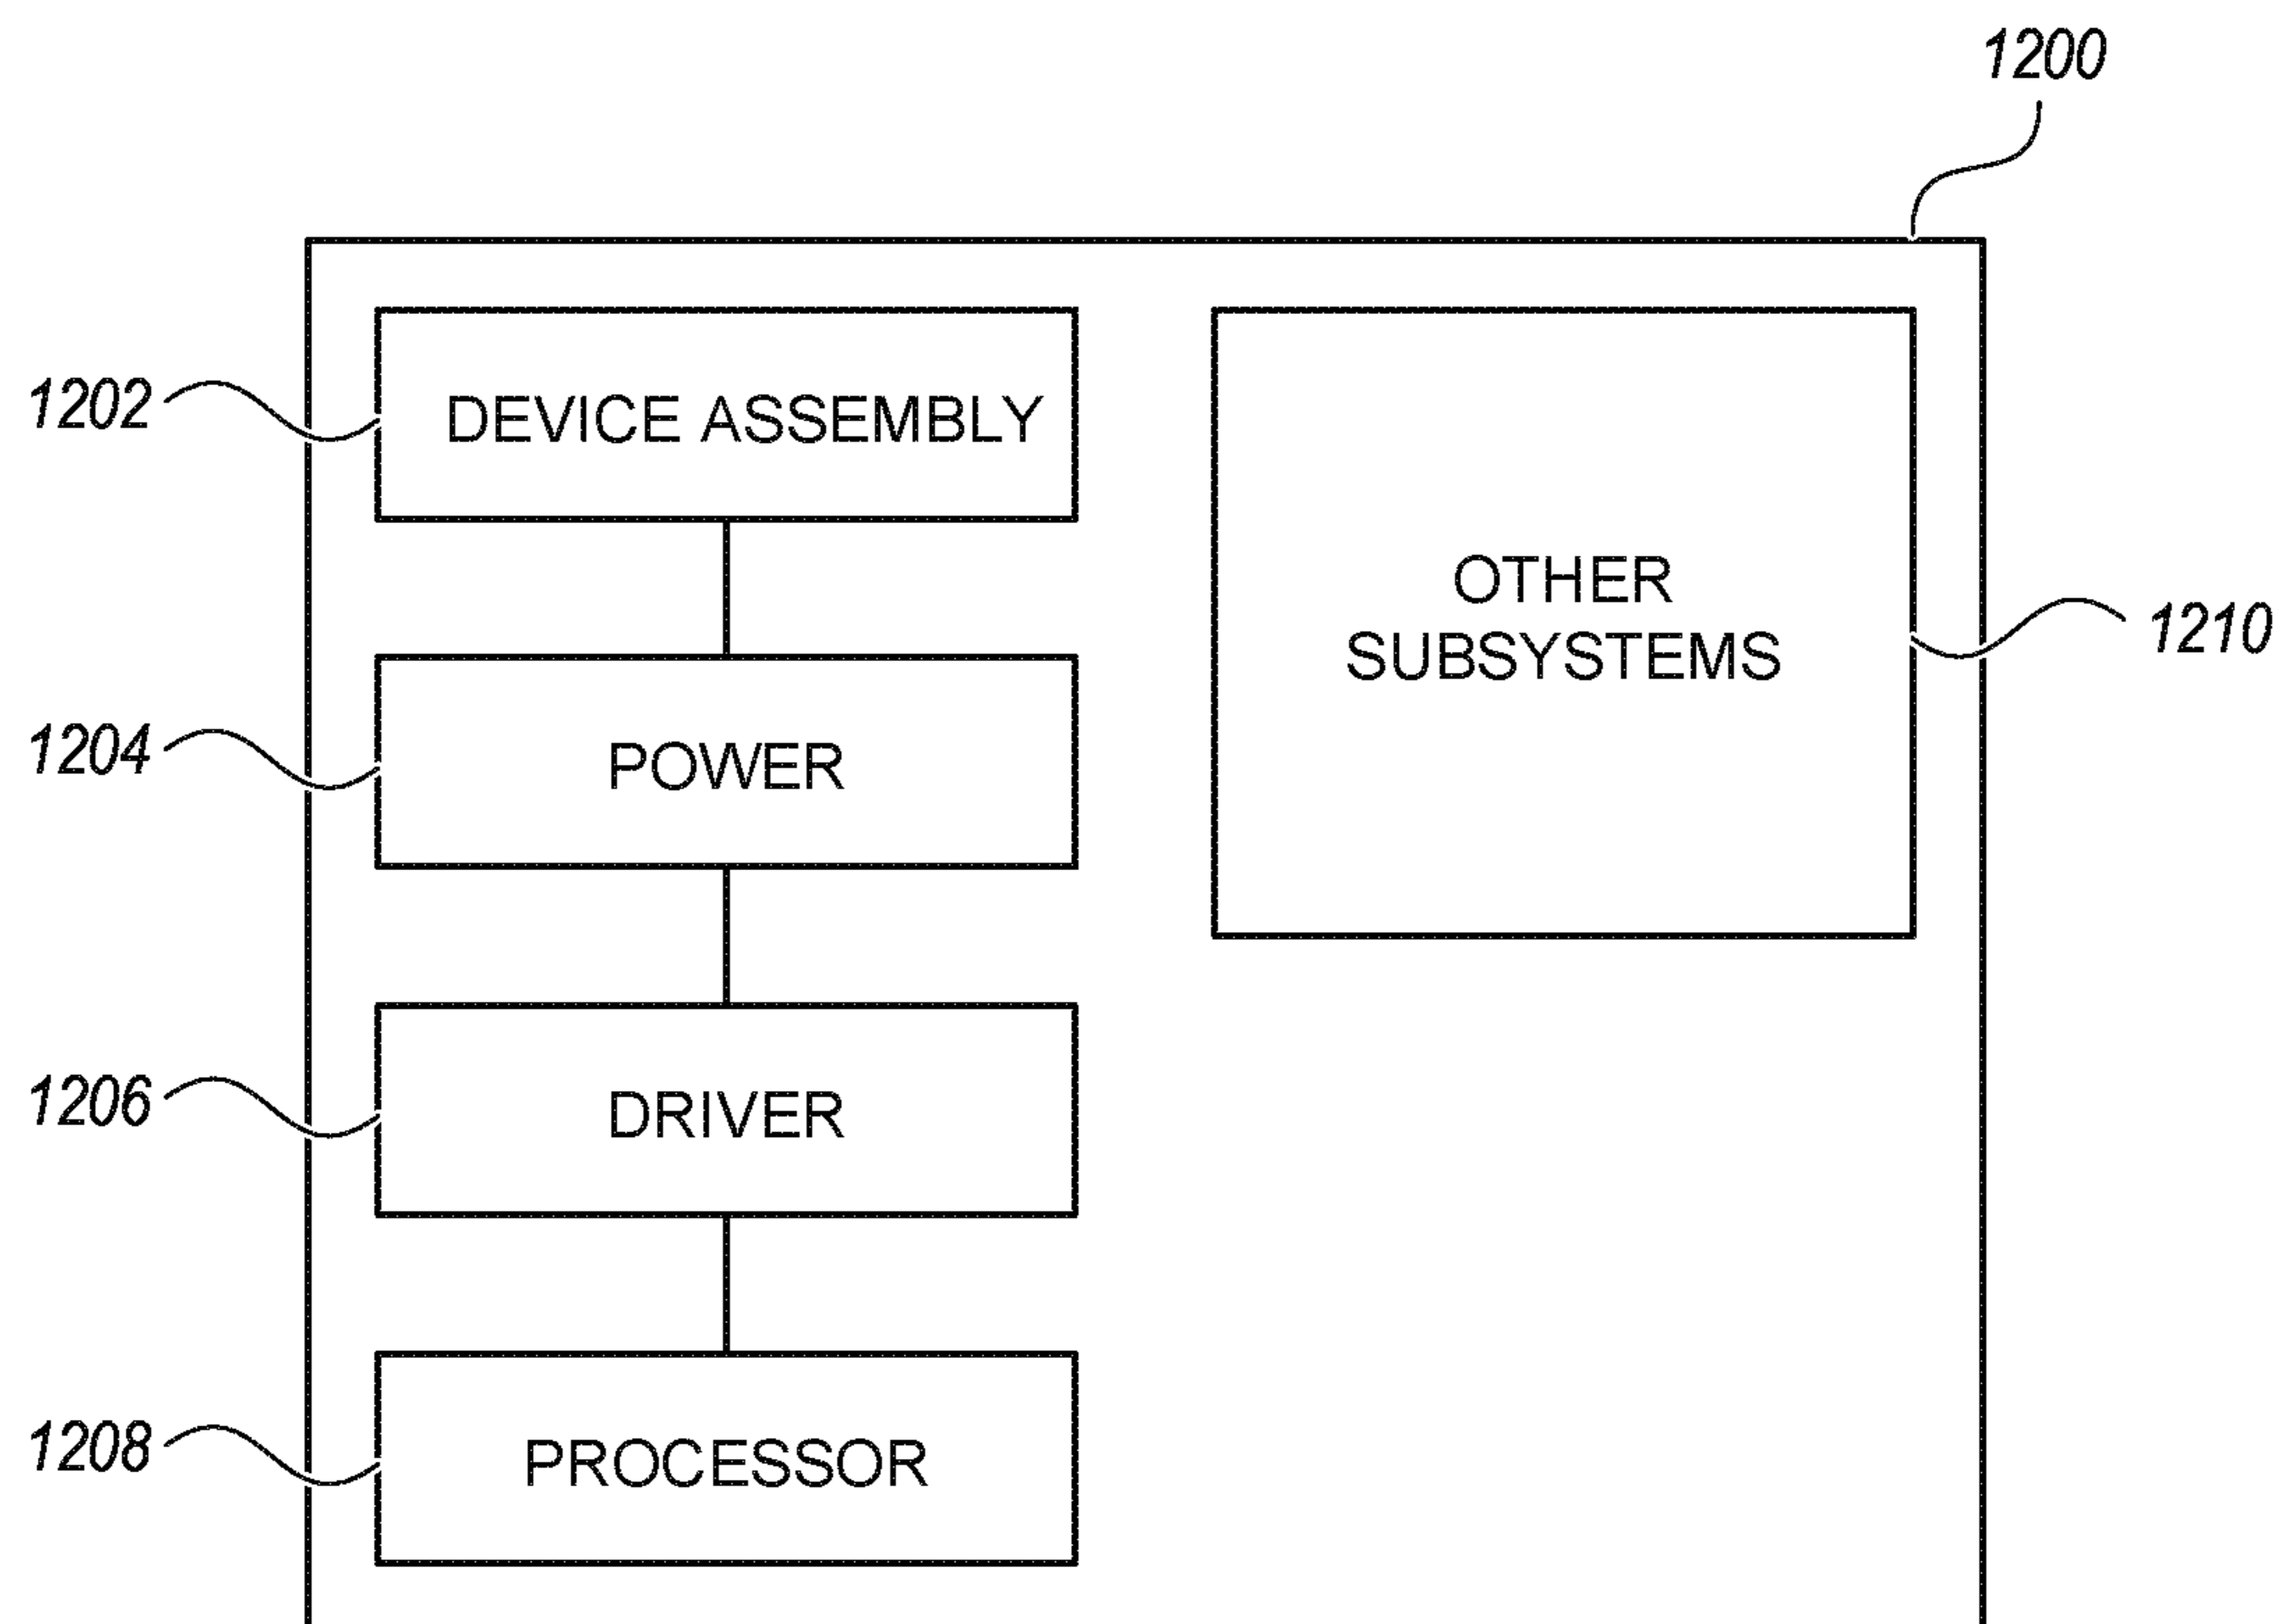 1200
1202
DEVICE ASSEMBLY
OTHER
SUBSYSTEMS
1210
1204
POWER
1206
DRIVER
1208
PROCESSOR